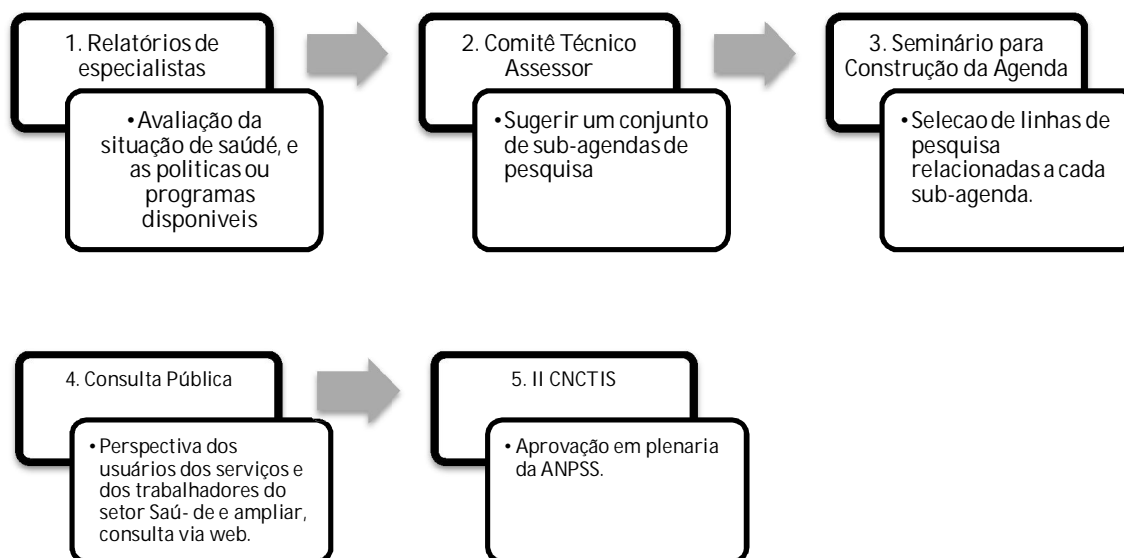 1. Relatórios de
especialistas
•Avaliação da
situação de saúdé, e
as politicas ou
programas
disponiveis
2. Comitê Técnico
Assessor
•Sugerir um conjunto
de sub-agendas de
pesquisa
3. Seminário para
Construção da Agenda
•Selecao de linhas de
pesquisa
relacionadas a cada
sub-agenda.
4. Consulta Pública
•Perspectiva dos
usuários dos serviços e
dos trabalhadores do
setor Saú- de e ampliar,
consulta via web.
5. II CNCTIS
• Aprovação em plenaria
da ANPSS.